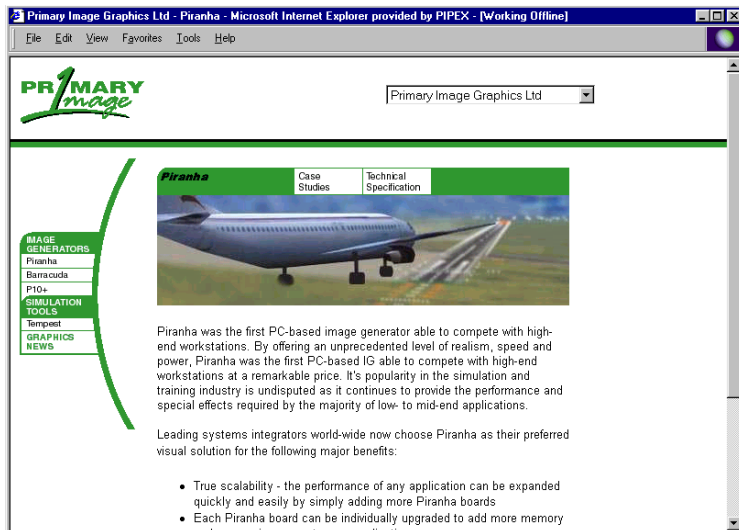 Primary Image Graphics Ltd - Piranha - Microsoft Internet Explorer provided by PIPEX - [Working Offline]
File Edit View Favorites Tools Help
PR1MARY
image
Primary Image Graphics Ltd
Piranha
Case
Studies
Technical
Specification
IMAGE
GENERATORS
Piranha
Barracuda
P10+
SIMULATION
TOOLS
Tempest
GRAPHICS
NEWS
Piranha was the first PC-based image generator able to compete with high-
end workstations. By offering an unprecedented level of realism, speed and
power, Piranha was the first PC-based IG able to compete with high-end
workstations at a remarkable price. It's popularity in the simulation and
training industry is undisputed as it continues to provide the performance and
special effects required by the majority of low- to mid-end applications.
Leading systems integrators world-wide now choose Piranha as their preferred
visual solution for the following major benefits:
• True scalability - the performance of any application can be expanded
quickly and easily by simply adding more Piranha boards
• Each Piranha board can be individually upgraded to add more memory